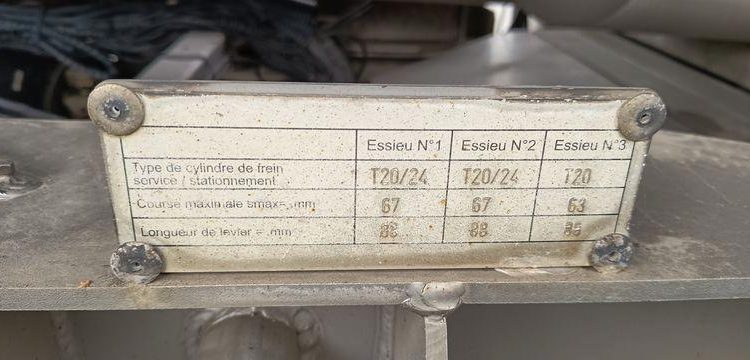 Essieu N°1 Essieu N°2 Essieu N°3
Type de cylindre de frein
service / stationnement T20/24 T20/24 T20
Course maximale smax= mm 67 67 63
Longueur de levier = mm 88